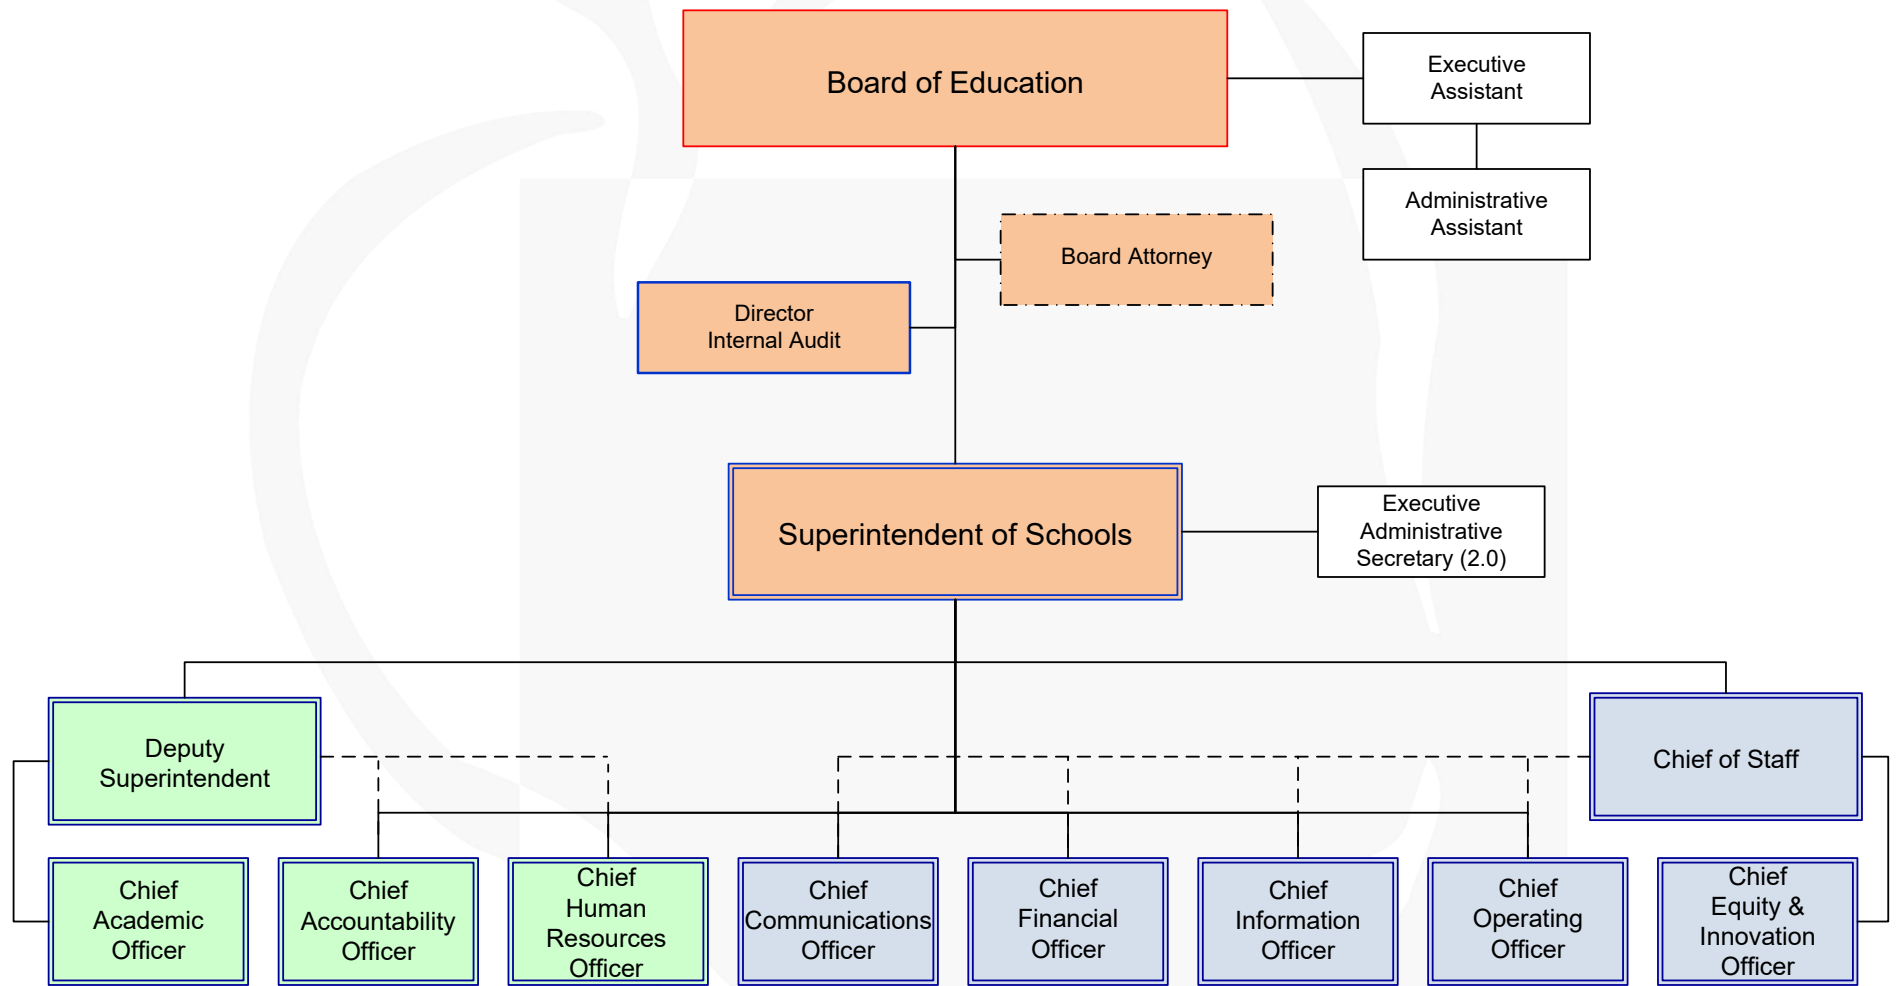 Board of Education
Executive
Assistant
Administrative
Assistant
Board Attorney
Director
Internal Audit
Superintendent of Schools
Executive
Administrative
Secretary (2.0)
Deputy
Superintendent
Chief of Staff
Chief
Academic
Officer
Chief
Accountability
Officer
Chief
Human
Resources
Officer
Chief
Communications
Officer
Chief
Financial
Officer
Chief
Information
Officer
Chief
Operating
Officer
Chief
Equity &
Innovation
Officer